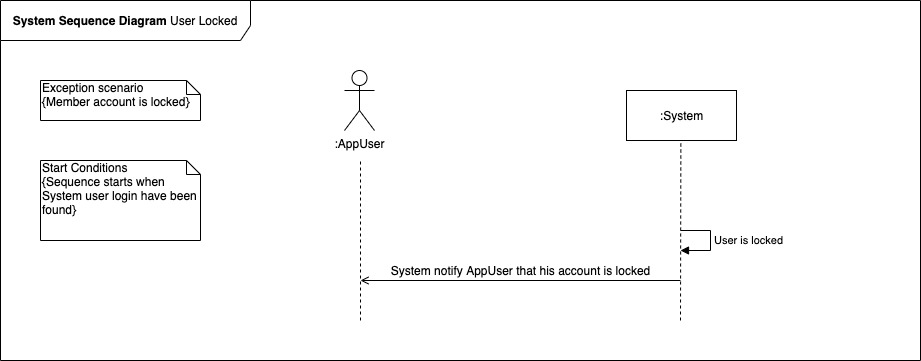 System Sequence Diagram User Locked
Exception scenario
{Member account is locked}
:AppUser
:System
Start Conditions
{Sequence starts when
System user login have been
found}
User is locked
System notify AppUser that his account is locked